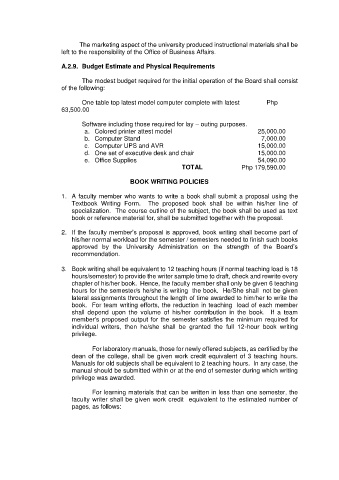 The marketing aspect of the university produced instructional materials shall be
left to the responsibility of the Office of Business Affairs.
A.2.9. Budget Estimate and Physical Requirements
The modest budget required for the initial operation of the Board shall consist
of the following:
One table top latest model computer complete with latest Php
63,500.00
Software including those required for lay – outing purposes.
a. Colored printer attest model 25,000.00
b. Computer Stand 7,000.00
c. Computer UPS and AVR 15,000.00
d. One set of executive desk and chair 15,000.00
e. Office Supplies 54,090.00
TOTAL Php 179,590.00
BOOK WRITING POLICIES
1. A faculty member who wants to write a book shall submit a proposal using the
Textbook Writing Form. The proposed book shall be within his/her line of
specialization. The course outline of the subject, the book shall be used as text
book or reference material for, shall be submitted together with the proposal.
2. If the faculty member's proposal is approved, book writing shall become part of
his/her normal workload for the semester / semesters needed to finish such books
approved by the University Administration on the strength of the Board's
recommendation.
3. Book writing shall be equivalent to 12 teaching hours (if normal teaching load is 18
hours/semester) to provide the writer sample time to draft, check and rewrite every
chapter of his/her book. Hence, the faculty member shall only be given 6 teaching
hours for the semester/s he/she is writing the book. He/She shall not be given
lateral assignments throughout the length of time awarded to him/her to write the
book. For team writing efforts, the reduction in teaching load of each member
shall depend upon the volume of his/her contribution in the book. If a team
member's proposed output for the semester satisfies the minimum required for
individual writers, then he/she shall be granted the full 12-hour book writing
privilege.
For laboratory manuals, those for newly offered subjects, as certified by the
dean of the college, shall be given work credit equivalent of 3 teaching hours.
Manuals for old subjects shall be equivalent to 2 teaching hours. In any case, the
manual should be submitted within or at the end of semester during which writing
privilege was awarded.
For learning materials that can be written in less than one semester, the
faculty writer shall be given work credit equivalent to the estimated number of
pages, as follows: